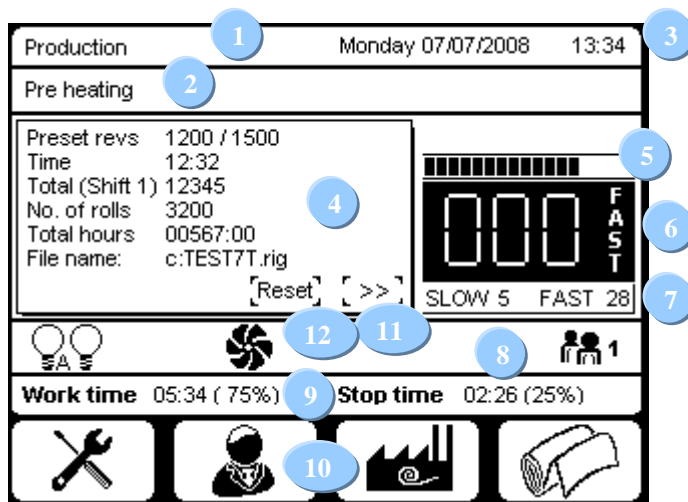 1
Production Monday 07/07/2008 13:34 3
Pre heating 2
Preset revs 1200 / 1500
Time 12:32
Total (Shift 1) 12345
No. of rolls 3200
Total hours 00567:00
File name: c:TEST7T.rig
4
[Reset] [ >> ]
5
000 FAST 6
SLOW 5 FAST 28 7
12 11
A 8 1
Work time 05:34 ( 75%) 9 Stop time 02:26 (25%)
10